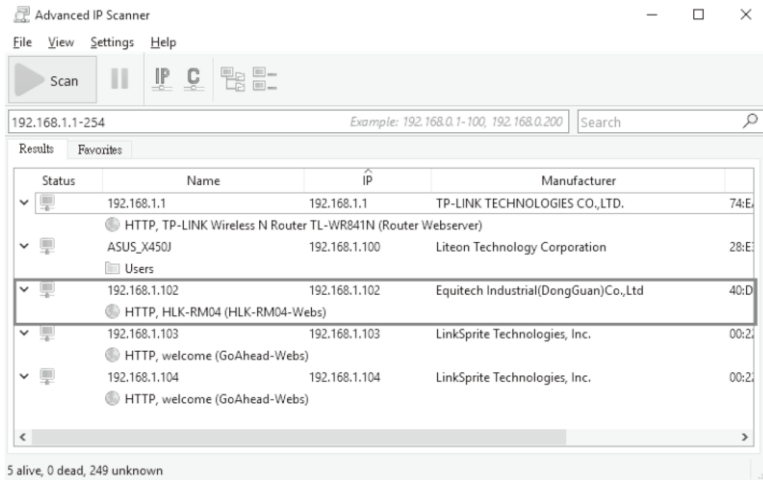 Advanced IP Scanner
File View Settings Help
Scan IP C
192.168.1.1-254 Example: 192.168.0.1-100, 192.168.0.200 Search
Results Favorites
Status Name IP Manufacturer
192.168.1.1 192.168.1.1 TP-LINK TECHNOLOGIES CO.,LTD. 74:E
HTTP, TP-LINK Wireless N Router TL-WR841N (Router Webserver)
ASUS_X450J 192.168.1.100 Liteon Technology Corporation 28:E
Users
192.168.1.102 192.168.1.102 Equitech Industrial(DongGuan)Co.,Ltd 40:D
HTTP, HLK-RM04 (HLK-RM04-Webs)
192.168.1.103 192.168.1.103 LinkSprite Technologies, Inc. 00:2
HTTP, welcome (GoAhead-Webs)
192.168.1.104 192.168.1.104 LinkSprite Technologies, Inc. 00:2
HTTP, welcome (GoAhead-Webs)
5 alive, 0 dead, 249 unknown